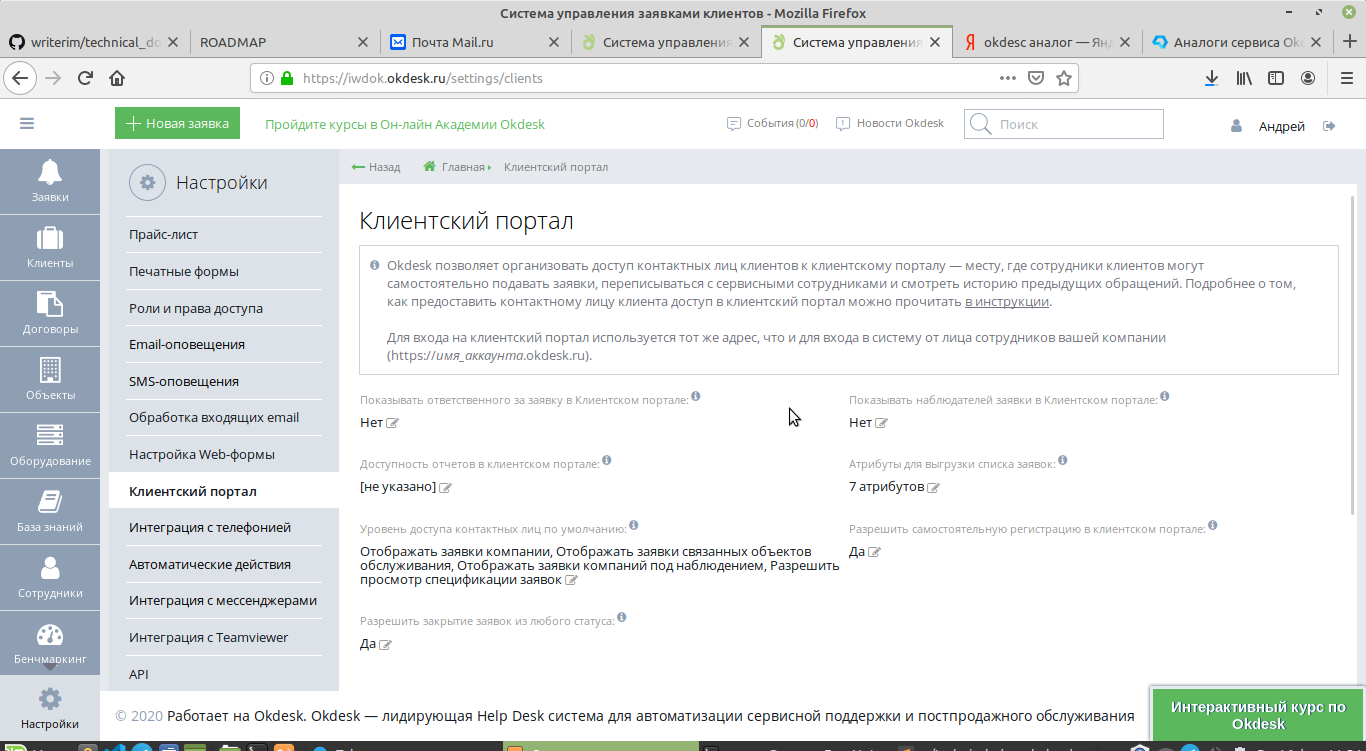 Система управления заявками клиентов - Mozilla Firefox
writerim/technical_do
ROADMAP
Почта Mail.ru
Система управления
Система управления
okdesc аналог — Ян
Аналоги сервиса Ok
https://iwdok.okdesk.ru/settings/clients
Новая заявка
Пройдите курсы в Он-лайн Академии Okdesk
События (0/0)
Новости Okdesk
Поиск
Андрей
Заявки
Клиенты
Договоры
Объекты
Оборудование
База знаний
Сотрудники
Бенчмаркинг
Настройки
Настройки
Прайс-лист
Печатные формы
Роли и права доступа
Email-оповещения
SMS-оповещения
Обработка входящих email
Настройка Web-формы
Клиентский портал
Интеграция с телефонией
Автоматические действия
Интеграция с мессенджерами
Интеграция с Teamviewer
API
Назад Главная Клиентский портал
Клиентский портал
Okdesk позволяет организовать доступ контактных лиц клиентов к клиентскому порталу — месту, где сотрудники клиентов могут
самостоятельно подавать заявки, переписываться с сервисными сотрудниками и смотреть историю предыдущих обращений. Подробнее о том,
как предоставить контактному лицу клиента доступ в клиентский портал можно прочитать в инструкции.
Для входа на клиентский портал используется тот же адрес, что и для входа в систему от лица сотрудников вашей компании
(https://имя_аккаунта.okdesk.ru).
Показывать ответственного за заявку в Клиентском портале:
Нет
Показывать наблюдателей заявки в Клиентском портале:
Нет
Доступность отчетов в клиентском портале:
[не указано]
Атрибуты для выгрузки списка заявок:
7 атрибутов
Уровень доступа контактных лиц по умолчанию:
Отображать заявки компании, Отображать заявки связанных объектов
обслуживания, Отображать заявки компаний под наблюдением, Разрешить
просмотр спецификации заявок
Разрешить самостоятельную регистрацию в клиентском портале:
Да
Разрешить закрытие заявок из любого статуса:
Да
© 2020 Работает на Okdesk. Okdesk — лидирующая Help Desk система для автоматизации сервисной поддержки и постпродажного обслуживания
Интерактивный курс по
Okdesk